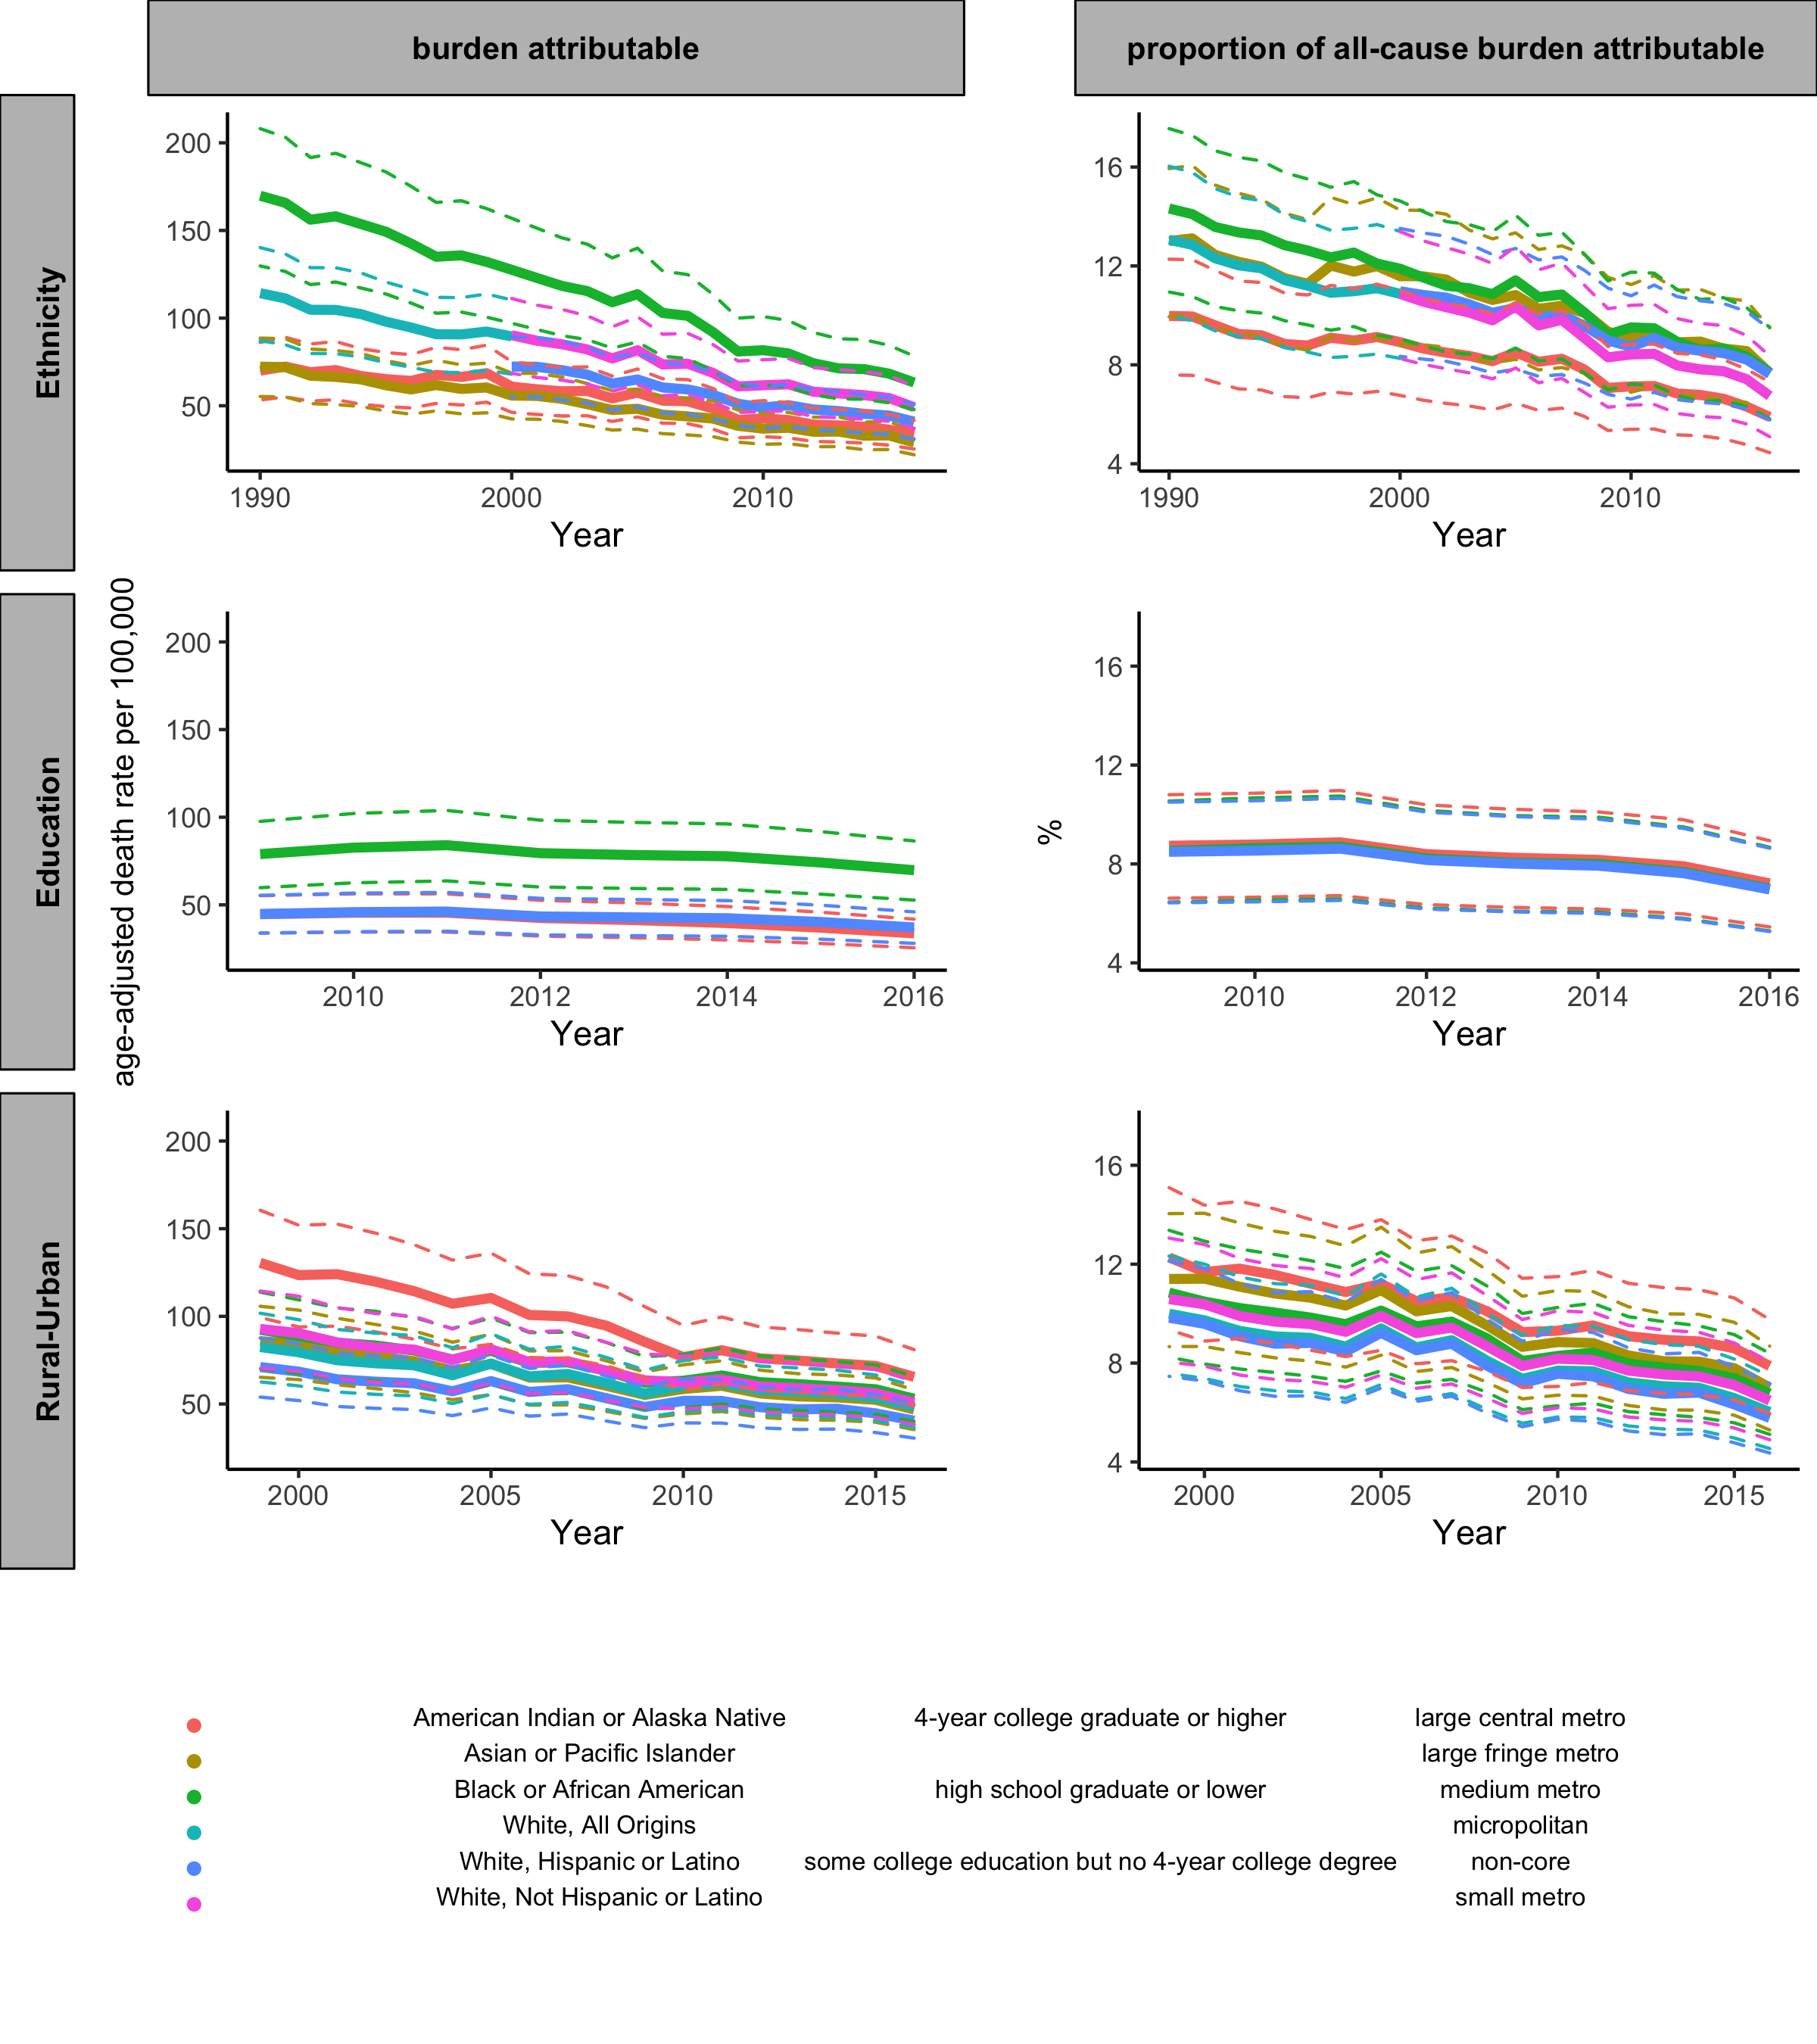 burden attributable
proportion of all-cause burden attributable
Ethnicity
200
150
100
50
1990
2000
2010
Year
16
12
8
4
1990
2000
2010
Year
age-adjusted death rate per 100,000
Education
200
150
100
50
2010
2012
2014
2016
Year
%
16
12
8
4
2010
2012
2014
2016
Year
Rural-Urban
200
150
100
50
2000
2005
2010
2015
Year
16
12
8
4
2000
2005
2010
2015
Year
American Indian or Alaska Native
4-year college graduate or higher
large central metro
Asian or Pacific Islander
large fringe metro
Black or African American
high school graduate or lower
medium metro
White, All Origins
micropolitan
White, Hispanic or Latino
some college education but no 4-year college degree
non-core
White, Not Hispanic or Latino
small metro